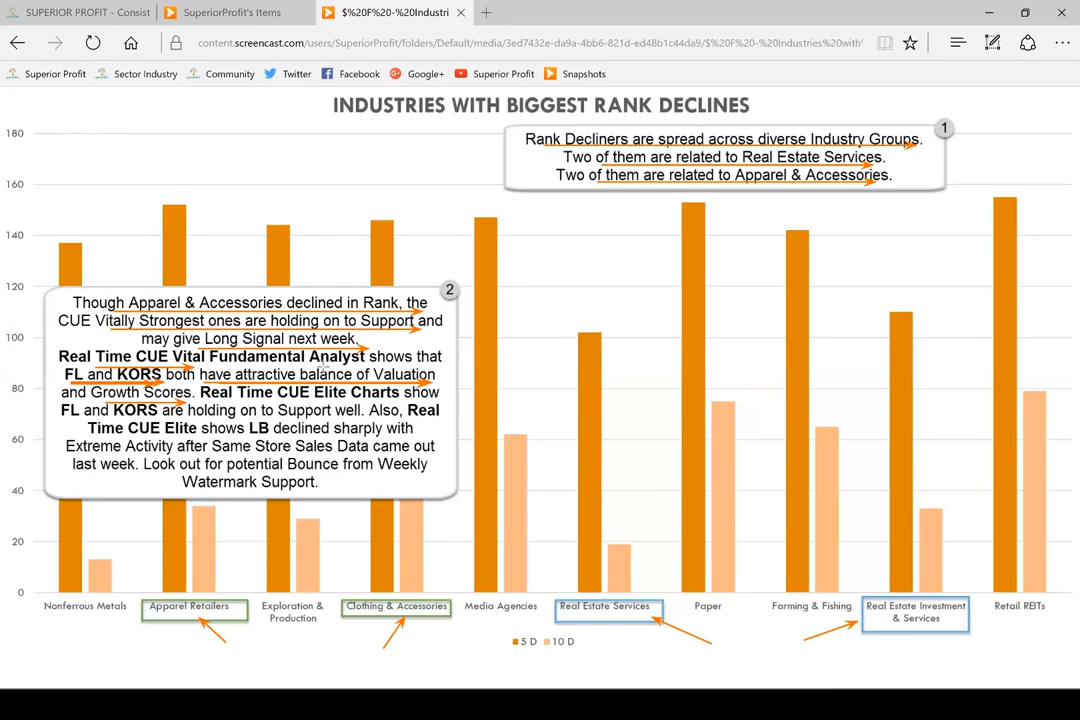 SUPERIOR PROFIT - Consist
SuperiorProfit's Items
$%20F%20-%20Industri
content.screencast.com/users/SuperiorProfit/folders/Default/media/3ed7432e-da9a-4bb6-821d-ed48b1c44da9/$%20F%20-%20Industries%20with%
Superior Profit
Sector Industry
Community
Twitter
Facebook
Google+
Superior Profit
Snapshots
INDUSTRIES WITH BIGGEST RANK DECLINES
1
Rank Decliners are spread across diverse Industry Groups.
Two of them are related to Real Estate Services.
Two of them are related to Apparel & Accessories.
2
Though Apparel & Accessories declined in Rank, the
CUE Vitally Strongest ones are holding on to Support and
may give Long Signal next week.
Real Time CUE Vital Fundamental Analyst shows that
FL and KORS both have attractive balance of Valuation
and Growth Scores. Real Time CUE Elite Charts show
FL and KORS are holding on to Support well. Also, Real
Time CUE Elite shows LB declined sharply with
Extreme Activity after Same Store Sales Data came out
last week. Look out for potential Bounce from Weekly
Watermark Support.
180
160
140
120
100
80
60
40
20
0
Nonferrous Metals
Apparel Retailers
Exploration &
Production
Clothing & Accessories
Media Agencies
Real Estate Services
Paper
Farming & Fishing
Real Estate Investment
& Services
Retail REITs
5 D
10 D